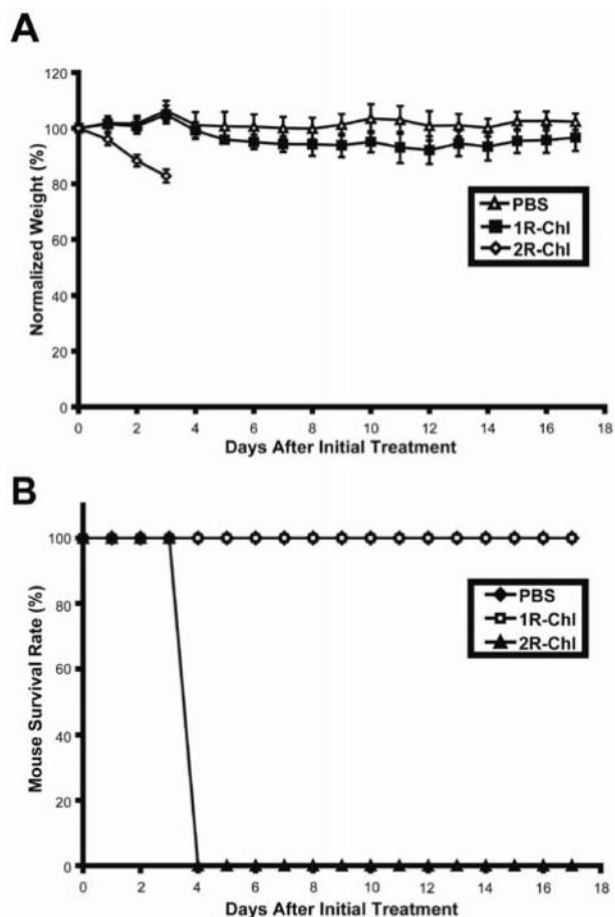 A
Normalized Weight (%)
120
100
80
60
40
20
0
0 2 4 6 8 10 12 14 16 18
Days After Initial Treatment
PBS
1R-Chl
2R-Chl
B
Mouse Survival Rate (%)
100
80
60
40
20
0
0 2 4 6 8 10 12 14 16 18
Days After Initial Treatment
PBS
1R-Chl
2R-Chl